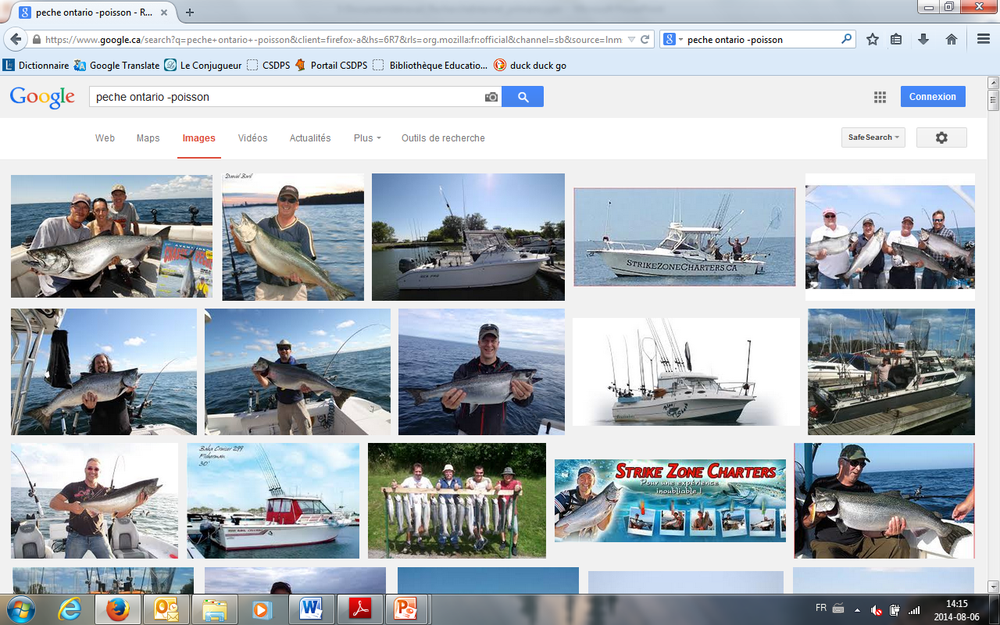 peche ontario -poisson - R...
https://www.google.ca/search?q=peche+ontario+-poisson&client=firefox-a&hs=6R7&rls=org.mozilla:fr:official&channel=sb&source=lnm
peche ontario -poisson
Dictionnaire Google Translate Le Conjugueur CSDPS Portail CSDPS Bibliothèque Educatio... duck duck go
Google peche ontario -poisson Connexion
Web Maps Images Vidéos Actualités Plus Outils de recherche SafeSearch
STRIKEZONECHARTERS.CA
Baha Cruiser 299
Fisherman
30'
STRIKE ZONE CHARTERS
Pour une expérience
inoubliable !
FR 14:15
2014-08-06